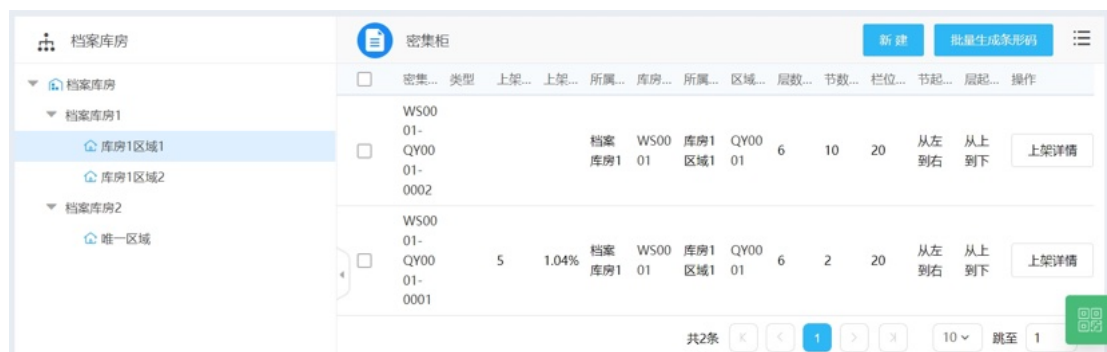 档案库房
密集柜
新建
批量生成条形码
档案库房
档案库房1
库房1区域1
库房1区域2
档案库房2
唯一区域
密集... 类型 上架... 上架... 所属... 库房... 所属... 区域... 层数... 节数... 栏位... 节起... 层起... 操作
WS00
01-
QY00
01-
0002
档案
库房1
WS00
01
库房1
区域1
QY00
01
6
10
20
从左
到右
从上
到下
上架详情
WS00
01-
QY00
01-
0001
5
1.04%
档案
库房1
WS00
01
库房1
区域1
QY00
01
6
2
20
从左
到右
从上
到下
上架详情
共2条 1 10 跳至 1